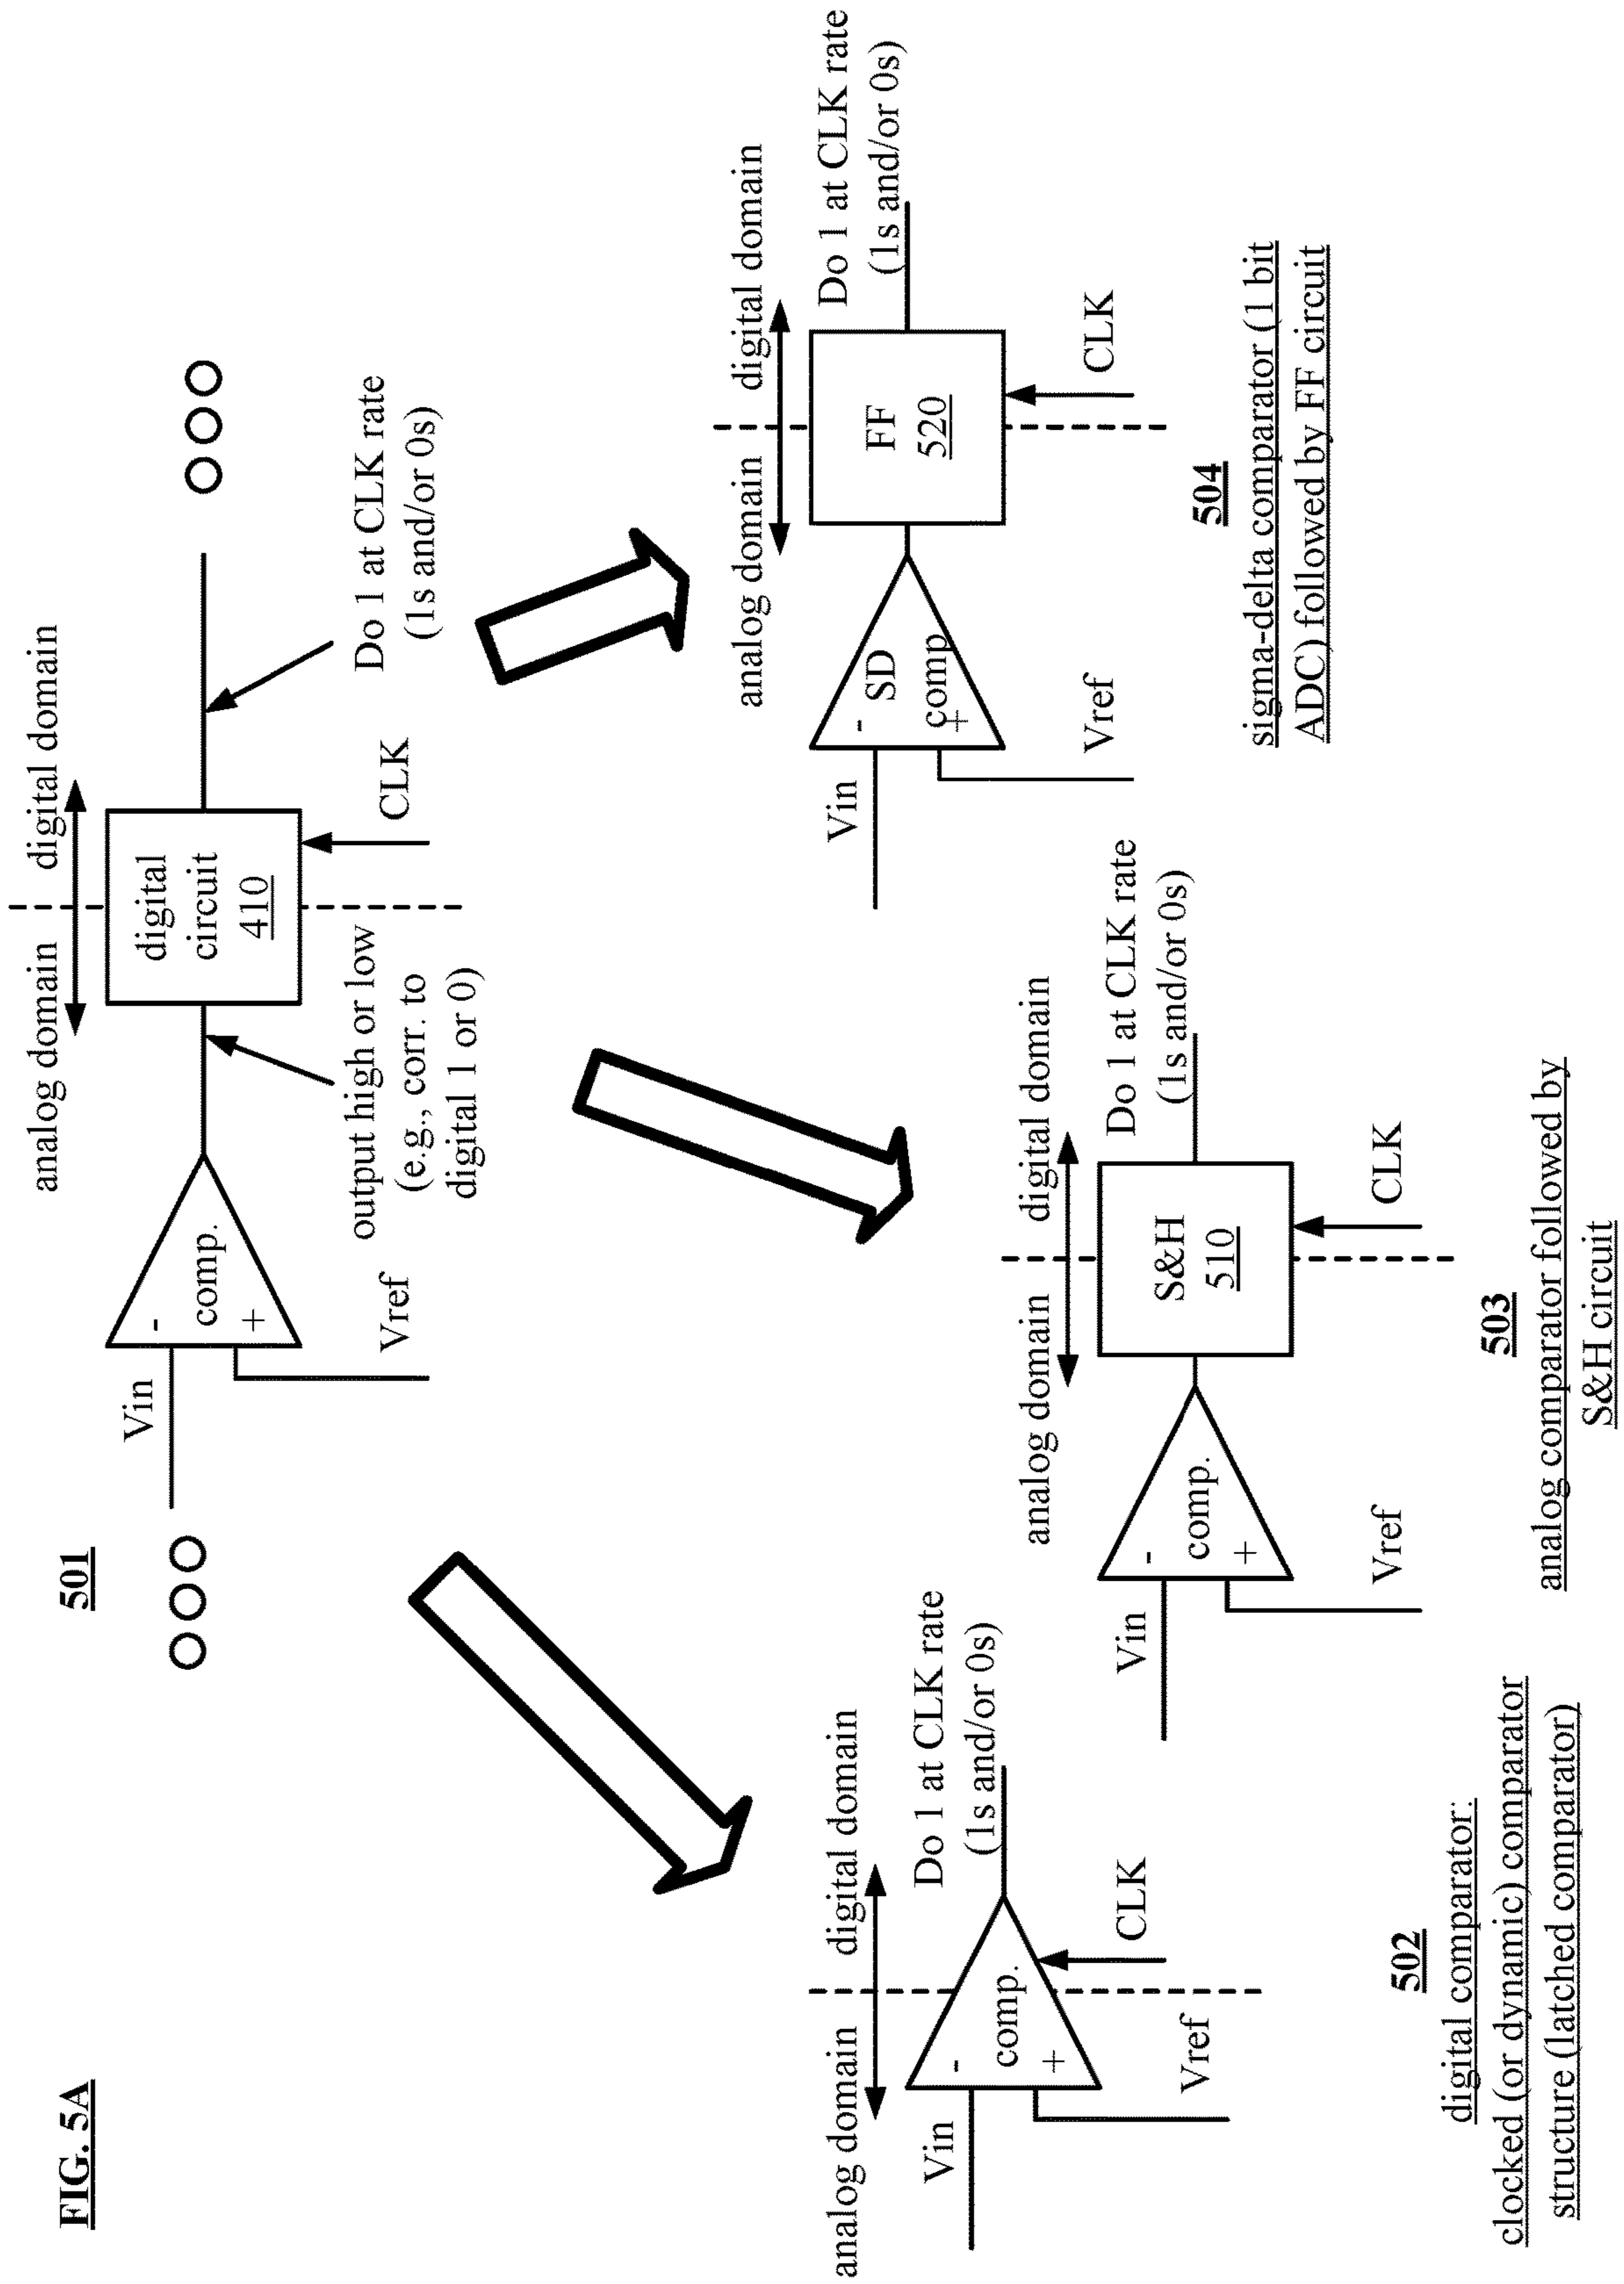 FIG. 5A
501
analog domain
digital domain
Vin
-
comp.
+
Vref
digital
circuit
410
CLK
output high or low
(e.g., corr. to
digital 1 or 0)
Do 1 at CLK rate
(1s and/or 0s)
analog domain
digital domain
Vin
-
comp.
+
Vref
CLK
Do 1 at CLK rate
(1s and/or 0s)
502
digital comparator:
clocked (or dynamic) comparator
structure (latched comparator)
analog domain
digital domain
Vin
-
comp.
+
Vref
S&H
510
CLK
Do 1 at CLK rate
(1s and/or 0s)
503
analog comparator followed by
S&H circuit
analog domain
digital domain
Vin
-
SD
comp
+
Vref
FF
520
CLK
Do 1 at CLK rate
(1s and/or 0s)
504
sigma-delta comparator (1 bit
ADC) followed by FF circuit